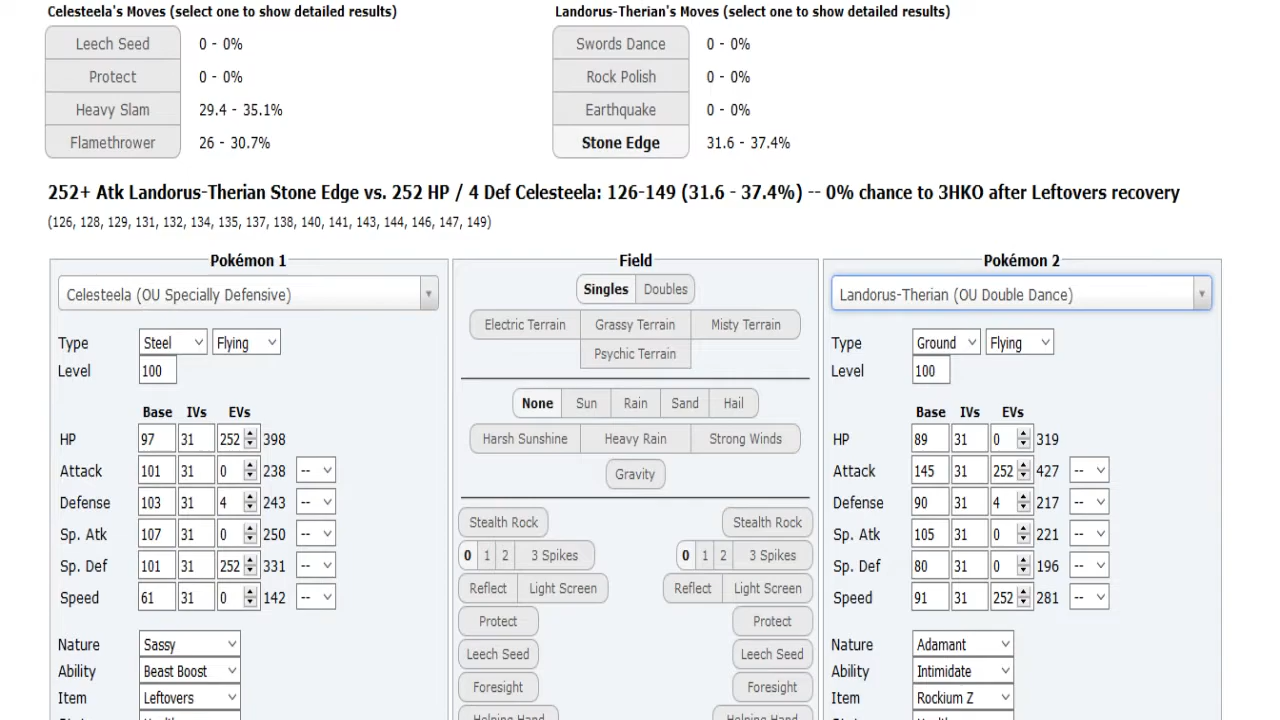 Celesteela's Moves (select one to show detailed results)
Landorus-Therian's Moves (select one to show detailed results)
Leech Seed 0 - 0%
Swords Dance 0 - 0%
Protect 0 - 0%
Rock Polish 0 - 0%
Heavy Slam 29.4 - 35.1%
Earthquake 0 - 0%
Flamethrower 26 - 30.7%
Stone Edge 31.6 - 37.4%
252+ Atk Landorus-Therian Stone Edge vs. 252 HP / 4 Def Celesteela: 126-149 (31.6 - 37.4%) -- 0% chance to 3HKO after Leftovers recovery
(126, 128, 129, 131, 132, 134, 135, 137, 138, 140, 141, 143, 144, 146, 147, 149)
Pokémon 1
Celesteela (OU Specially Defensive)
Type Steel Flying
Level 100
Base IVs EVs
HP 97 31 252 398
Attack 101 31 0 238 --
Defense 103 31 4 243 --
Sp. Atk 107 31 0 250 --
Sp. Def 101 31 252 331 --
Speed 61 31 0 142 --
Nature Sassy
Ability Beast Boost
Item Leftovers
Field
Singles Doubles
Electric Terrain Grassy Terrain Misty Terrain
Psychic Terrain
None Sun Rain Sand Hail
Harsh Sunshine Heavy Rain Strong Winds
Gravity
Stealth Rock Stealth Rock
0 1 2 3 Spikes 0 1 2 3 Spikes
Reflect Light Screen Reflect Light Screen
Protect Protect
Leech Seed Leech Seed
Foresight Foresight
Helping Hand Helping Hand
Pokémon 2
Landorus-Therian (OU Double Dance)
Type Ground Flying
Level 100
Base IVs EVs
HP 89 31 0 319
Attack 145 31 252 427 --
Defense 90 31 4 217 --
Sp. Atk 105 31 0 221 --
Sp. Def 80 31 0 196 --
Speed 91 31 252 281 --
Nature Adamant
Ability Intimidate
Item Rockium Z